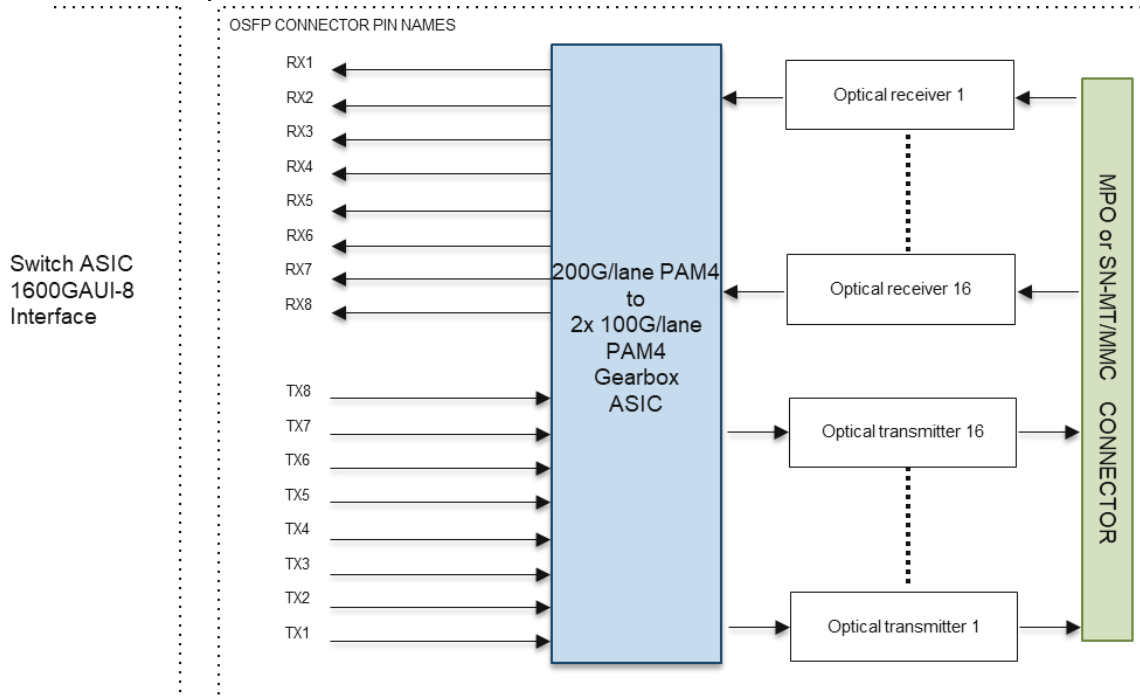 OSFP CONNECTOR PIN NAMES
RX1
RX2
RX3
RX4
RX5
RX6
RX7
RX8
TX8
TX7
TX6
TX5
TX4
TX3
TX2
TX1
Switch ASIC
1600GAUI-8
Interface
200G/lane PAM4
to
2x 100G/lane
PAM4
Gearbox
ASIC
Optical receiver 1
Optical receiver 16
Optical transmitter 16
Optical transmitter 1
MPO or SN-MT/MMC CONNECTOR